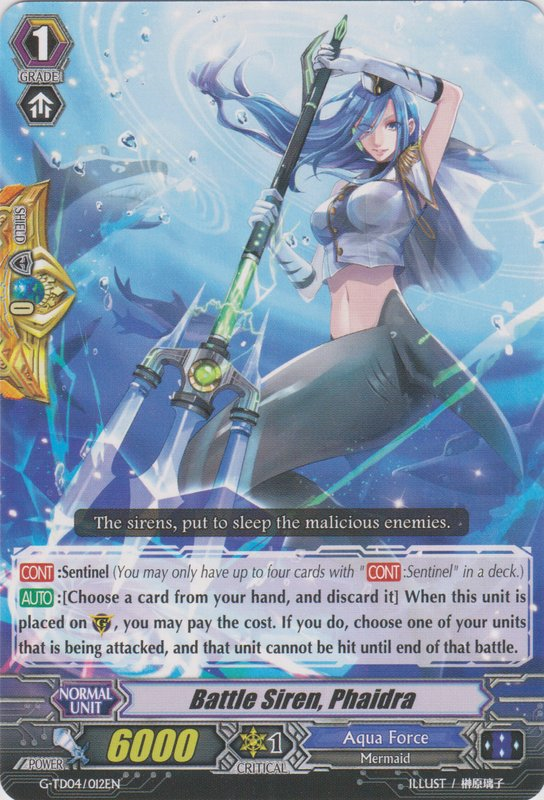 1
GRADE
SHIELD
0
The sirens, put to sleep the malicious enemies.
CONT :Sentinel (You may only have up to four cards with "CONT :Sentinel" in a deck.)
AUTO :[Choose a card from your hand, and discard it] When this unit is
placed on G, you may pay the cost. If you do, choose one of your units
that is being attacked, and that unit cannot be hit until end of that battle.
NORMAL
UNIT
Battle Siren, Phaidra
POWER
6000
1
CRITICAL
Aqua Force
Mermaid
G-TD04/012EN
ILLUST / 榊原瑞子